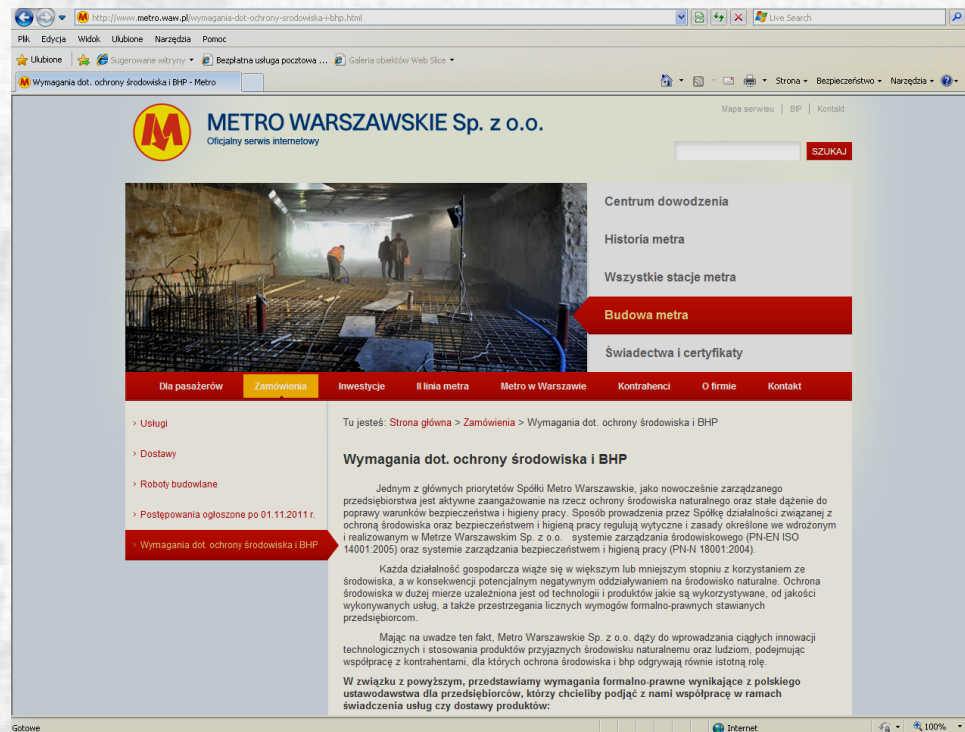 http://www.metro.waw.pl/wymagania-dot-ochrony-srodowiska-i-bhp.html
Live Search
Plik Edycja Widok Ulubione Narzędzia Pomoc
Ulubione Sugerowane witryny Bezpłatna usługa pocztowa ... Galeria obiektów Web Slice
Wymagania dot. ochrony środowiska i BHP - Metro
Strona Bezpieczeństwo Narzędzia
Mapa serwisu | BIP | Kontakt
METRO WARSZAWSKIE Sp. z o.o.
Oficjalny serwis internetowy
SZUKAJ
Centrum dowodzenia
Historia metra
Wszystkie stacje metra
Budowa metra
Świadectwa i certyfikaty
Dla pasażerów Zamówienia Inwestycje II linia metra Metro w Warszawie Kontrahenci O firmie Kontakt
> Usługi
> Dostawy
> Roboty budowlane
> Postępowania ogłoszone po 01.11.2011 r.
> Wymagania dot. ochrony środowiska i BHP
Tu jesteś: Strona główna > Zamówienia > Wymagania dot. ochrony środowiska i BHP
Wymagania dot. ochrony środowiska i BHP
Jednym z głównych priorytetów Spółki Metro Warszawskie, jako nowocześnie zarządzanego
przedsiębiorstwa jest aktywne zaangażowanie na rzecz ochrony środowiska naturalnego oraz stałe dążenie do
poprawy warunków bezpieczeństwa i higieny pracy. Sposób prowadzenia przez Spółkę działalności związanej z
ochroną środowiska oraz bezpieczeństwem i higieną pracy regulują wytyczne i zasady określone we wdrożonym
i realizowanym w Metrze Warszawskim Sp. z o.o. systemie zarządzania środowiskowego (PN-EN ISO
14001:2005) oraz systemie zarządzania bezpieczeństwem i higieną pracy (PN-N 18001:2004).
Każda działalność gospodarcza wiąże się w większym lub mniejszym stopniu z korzystaniem ze
środowiska, a w konsekwencji potencjalnym negatywnym oddziaływaniem na środowisko naturalne. Ochrona
środowiska w dużej mierze uzależniona jest od technologii i produktów jakie są wykorzystywane, od jakości
wykonywanych usług, a także przestrzegania licznych wymogów formalno-prawnych stawianych
przedsiębiorcom.
Mając na uwadze ten fakt, Metro Warszawskie Sp. z o.o. dąży do wprowadzania ciągłych innowacji
technologicznych i stosowania produktów przyjaznych środowisku naturalnemu oraz ludziom, podejmując
współpracę z kontrahentami, dla których ochrona środowiska i bhp odgrywają równie istotną rolę.
W związku z powyższym, przedstawiamy wymagania formalno-prawne wynikające z polskiego
ustawodawstwa dla przedsiębiorców, którzy chcieliby podjąć z nami współpracę w ramach
świadczenia usług czy dostawy produktów:
Gotowe Internet 100%